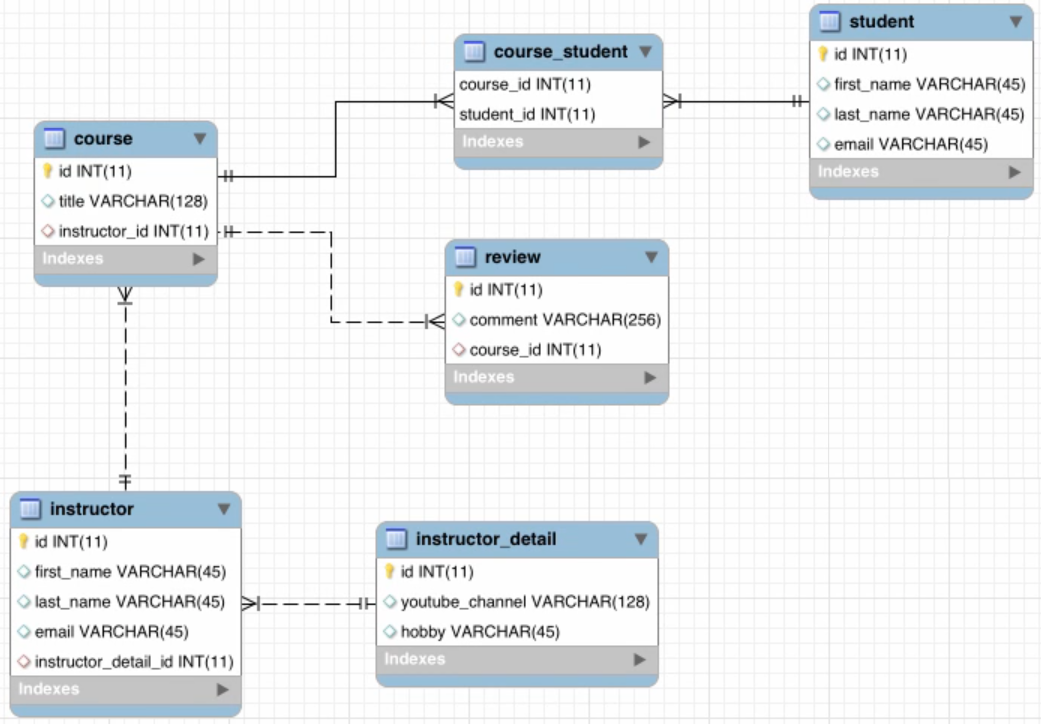 student
id INT(11)
first_name VARCHAR(45)
last_name VARCHAR(45)
email VARCHAR(45)
Indexes
course_student
course_id INT(11)
student_id INT(11)
Indexes
course
id INT(11)
title VARCHAR(128)
instructor_id INT(11)
Indexes
review
id INT(11)
comment VARCHAR(256)
course_id INT(11)
Indexes
instructor
id INT(11)
first_name VARCHAR(45)
last_name VARCHAR(45)
email VARCHAR(45)
instructor_detail_id INT(11)
Indexes
instructor_detail
id INT(11)
youtube_channel VARCHAR(128)
hobby VARCHAR(45)
Indexes